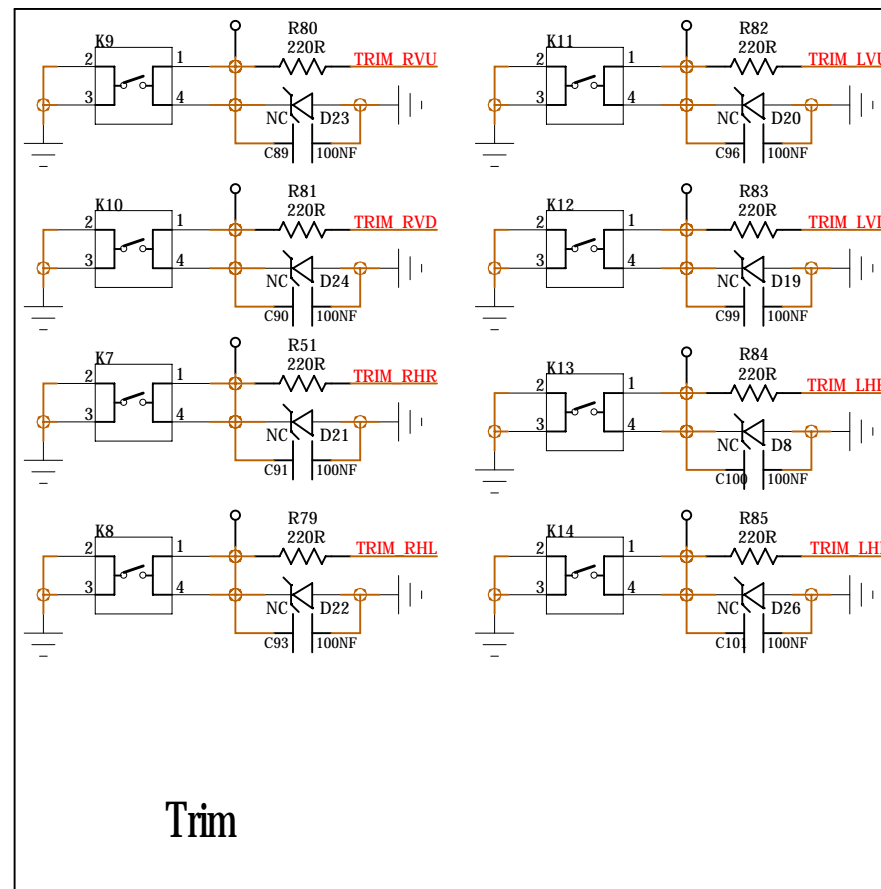 K9 2 3 1 4 R80 220R TRIM_RVU NC D23 C89 100NF
K11 2 3 1 4 R82 220R TRIM_LVU NC D20 C96 100NF
K10 2 3 1 4 R81 220R TRIM_RVD NC D24 C90 100NF
K12 2 3 1 4 R83 220R NC D19 C99 100NF
K7 2 3 1 4 R51 220R TRIM_RHR NC D21 C91 100NF
K13 2 3 1 4 R84 220R NC D8 C100 100NF
K8 2 3 1 4 R79 220R TRIM_RHL NC D22 C93 100NF
K14 2 3 1 4 R85 220R NC D26 C101 100NF
Trim